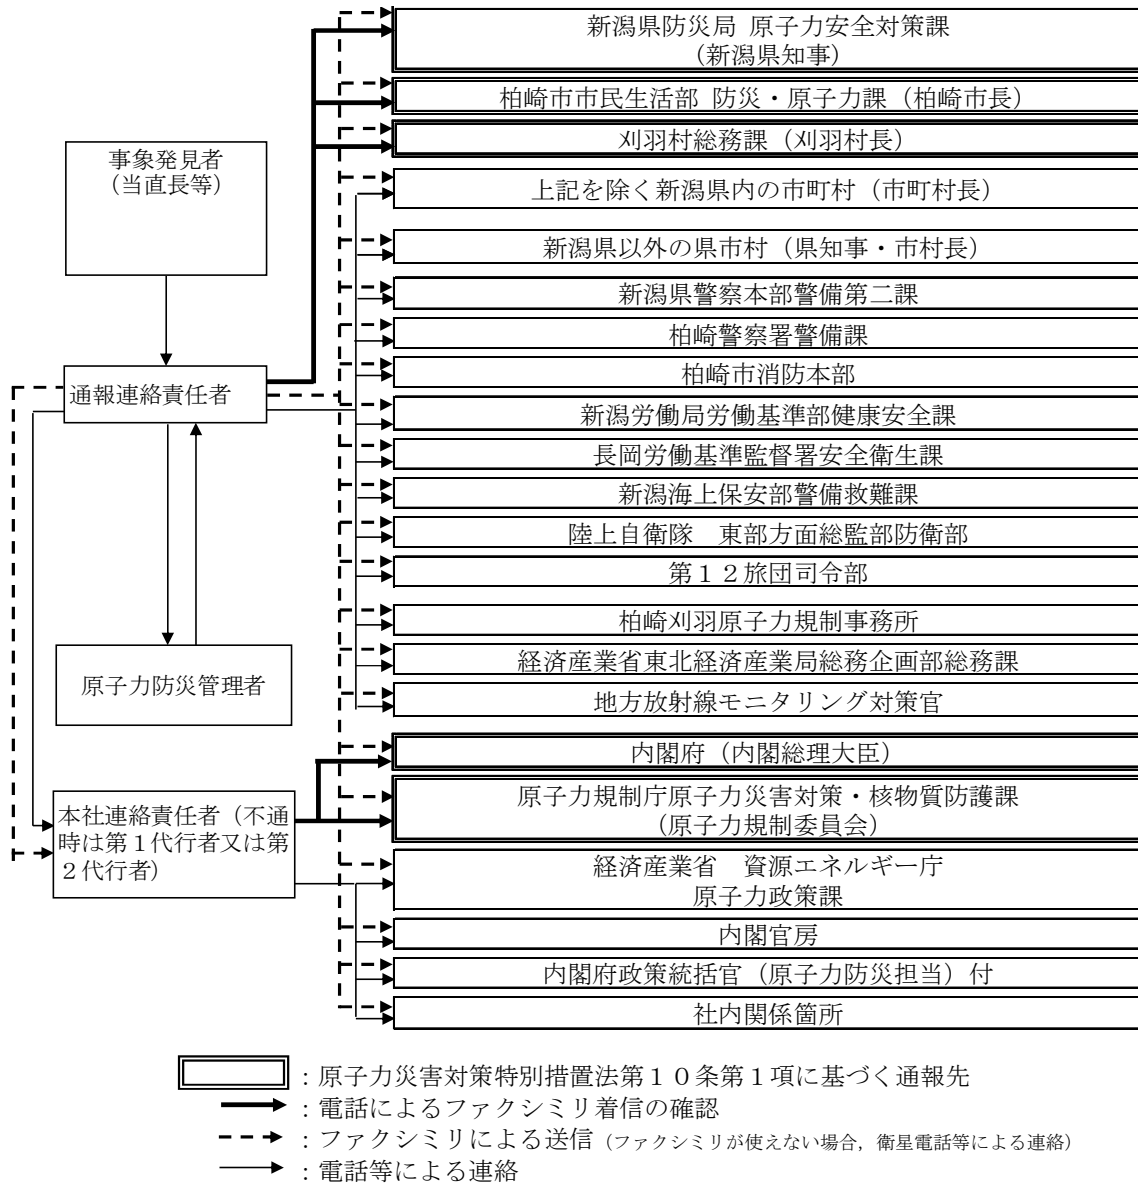 新潟県防災局 原子力安全対策課
（新潟県知事）
柏崎市市民生活部 防災・原子力課（柏崎市長）
刈羽村総務課（刈羽村長）
事象発見者
（当直長等）
上記を除く新潟県内の市町村（市町村長）
新潟県以外の県市村（県知事・市村長）
新潟県警察本部警備第二課
柏崎警察署警備課
柏崎市消防本部
通報連絡責任者
新潟労働局労働基準部健康安全課
長岡労働基準監督署安全衛生課
新潟海上保安部警備救難課
陸上自衛隊　東部方面総監部防衛部
第１２旅団司令部
柏崎刈羽原子力規制事務所
経済産業省東北経済産業局総務企画部総務課
原子力防災管理者
地方放射線モニタリング対策官
内閣府（内閣総理大臣）
原子力規制庁原子力災害対策・核物質防護課
（原子力規制委員会）
本社連絡責任者（不通
時は第１代行者又は第
２代行者）
経済産業省　資源エネルギー庁
原子力政策課
内閣官房
内閣府政策統括官（原子力防災担当）付
社内関係箇所
：原子力災害対策特別措置法第１０条第１項に基づく通報先
：電話によるファクシミリ着信の確認
：ファクシミリによる送信（ファクシミリが使えない場合，衛星電話等による連絡）
：電話等による連絡